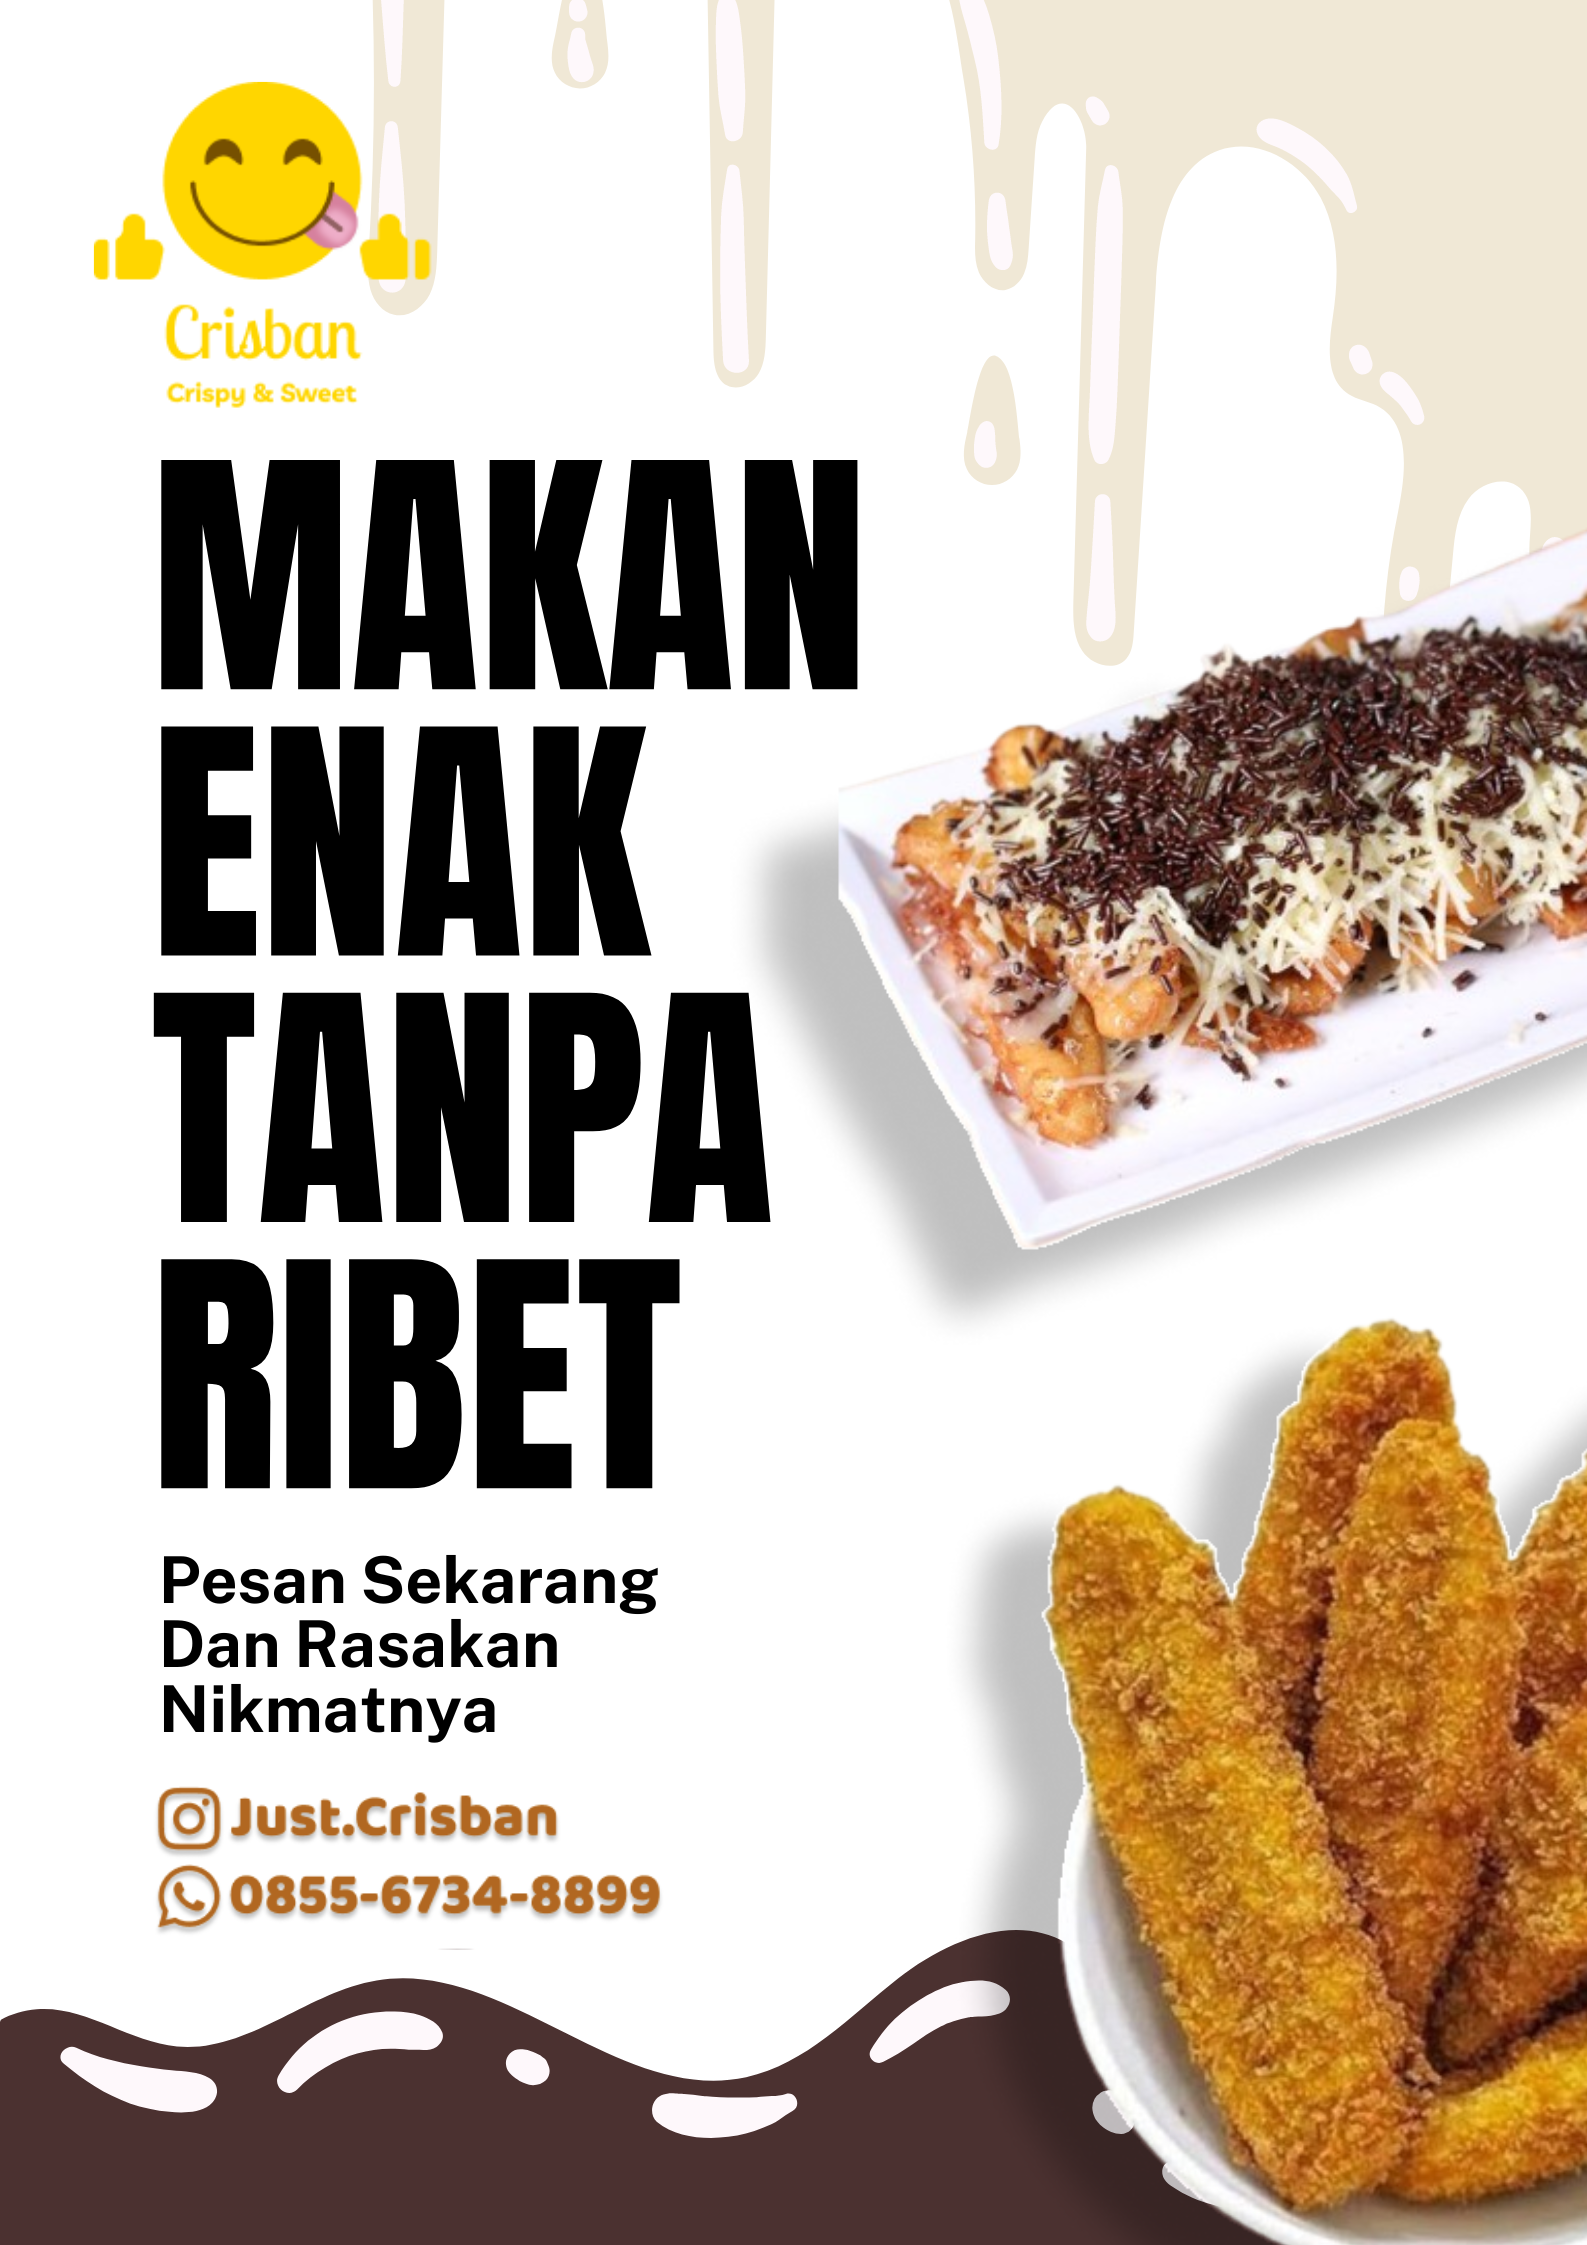 Crisban
Crispy & Sweet
MAKAN
ENAK
TANPA
RIBET
Pesan Sekarang
Dan Rasakan
Nikmatnya
Just.Crisban
0855-6734-8899